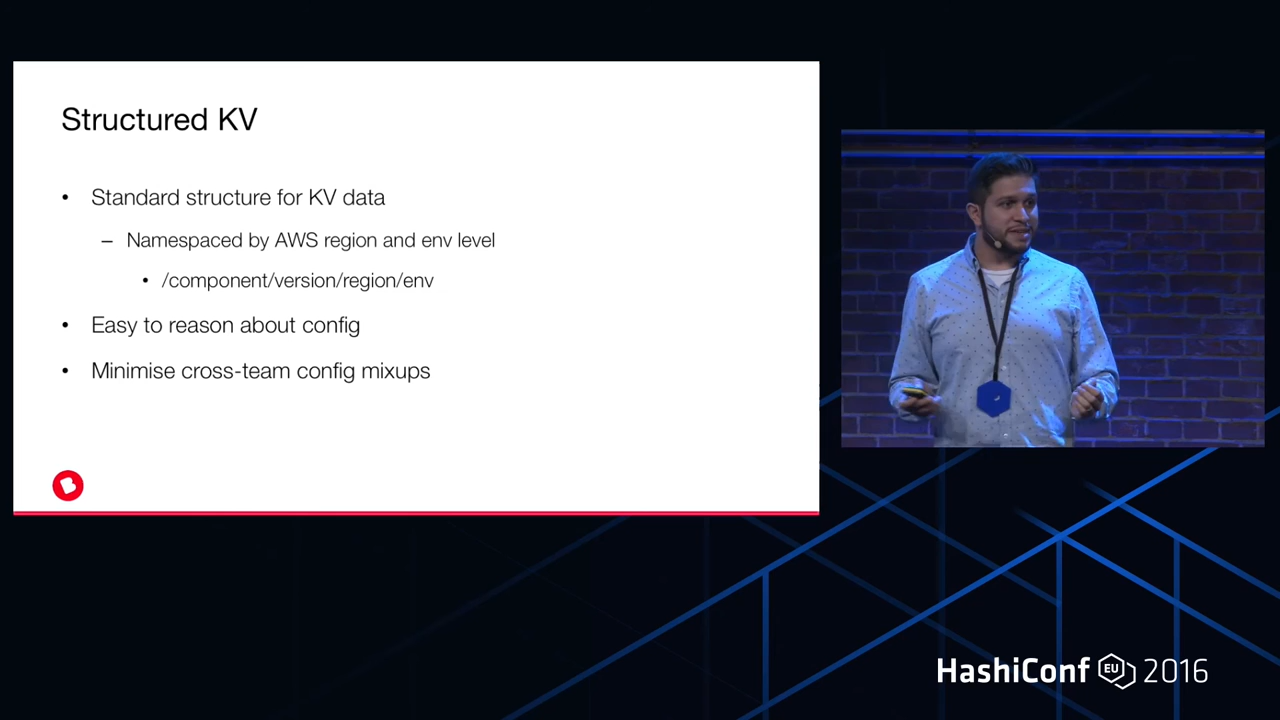 Structured KV
• Standard structure for KV data
– Namespaced by AWS region and env level
• /component/version/region/env
• Easy to reason about config
• Minimise cross-team config mixups
HashiConf EU 2016